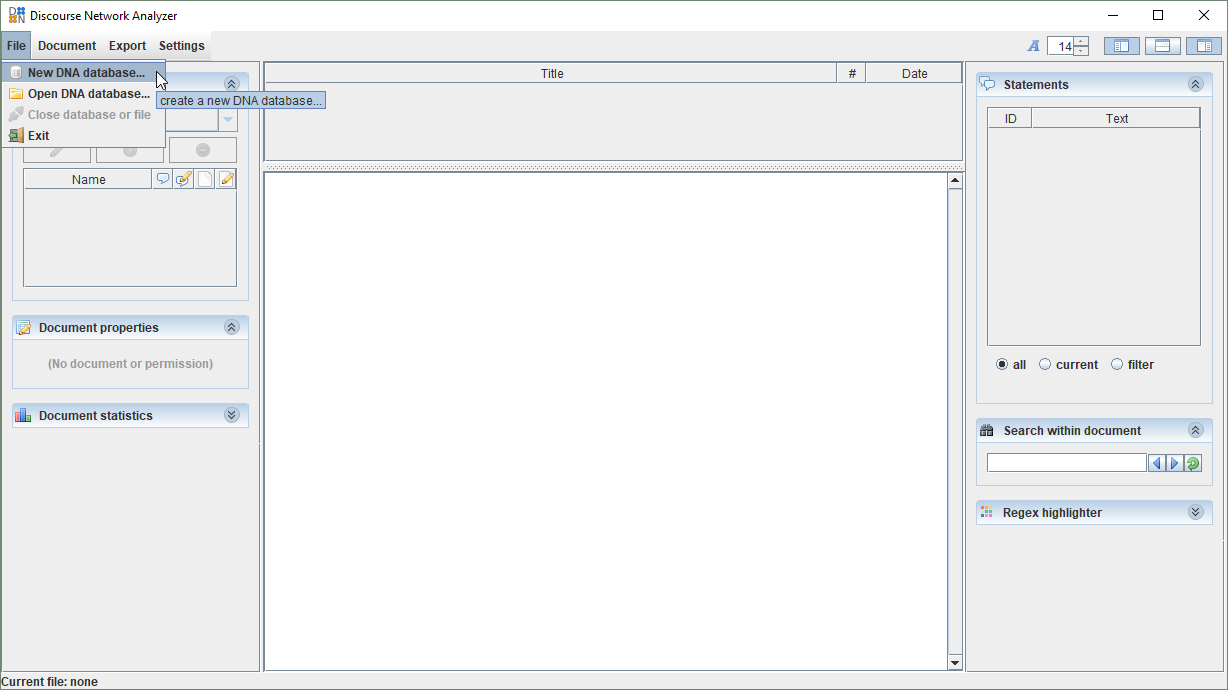 Discourse Network Analyzer
File Document Export Settings
A 14
New DNA database...
Open DNA database...
Close database or file
Exit
create a new DNA database...
Name
Document properties
(No document or permission)
Document statistics
Title # Date
Statements
ID Text
all current filter
Search within document
Regex highlighter
Current file: none